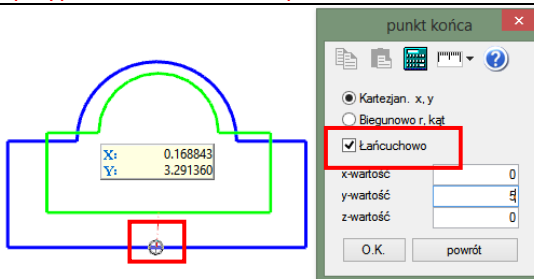 punkt końca
Kartezjan. x, y
Biegunowo r, kąt
Łańcuchowo
X: 0.168843
Y: 3.291360
x-wartość 0
y-wartość 5
z-wartość 0
O.K. powrót